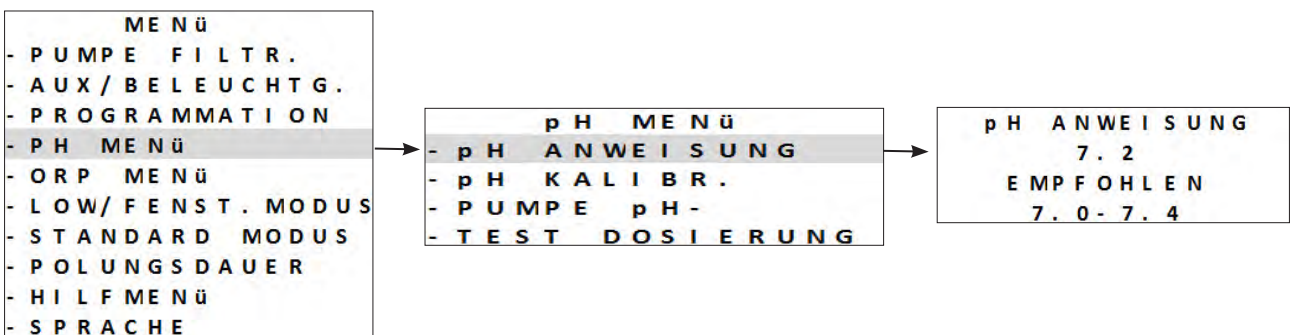 MENü
- PUMPE FILTR.
- AUX/BELEUCHTG.
- PROGRAMMATION
- PH MENü
- ORP MENü
- LOW/FENST.MODUS
- STANDARD MODUS
- POLUNGSDAUER
- HILFMENü
- SPRACHE
pH MENü
- pH ANWEISUNG
- pH KALIBR.
- PUMPE pH-
- TEST DOSIERUNG
pH ANWEISUNG
7.2
EMPFOHLEN
7.0-7.4